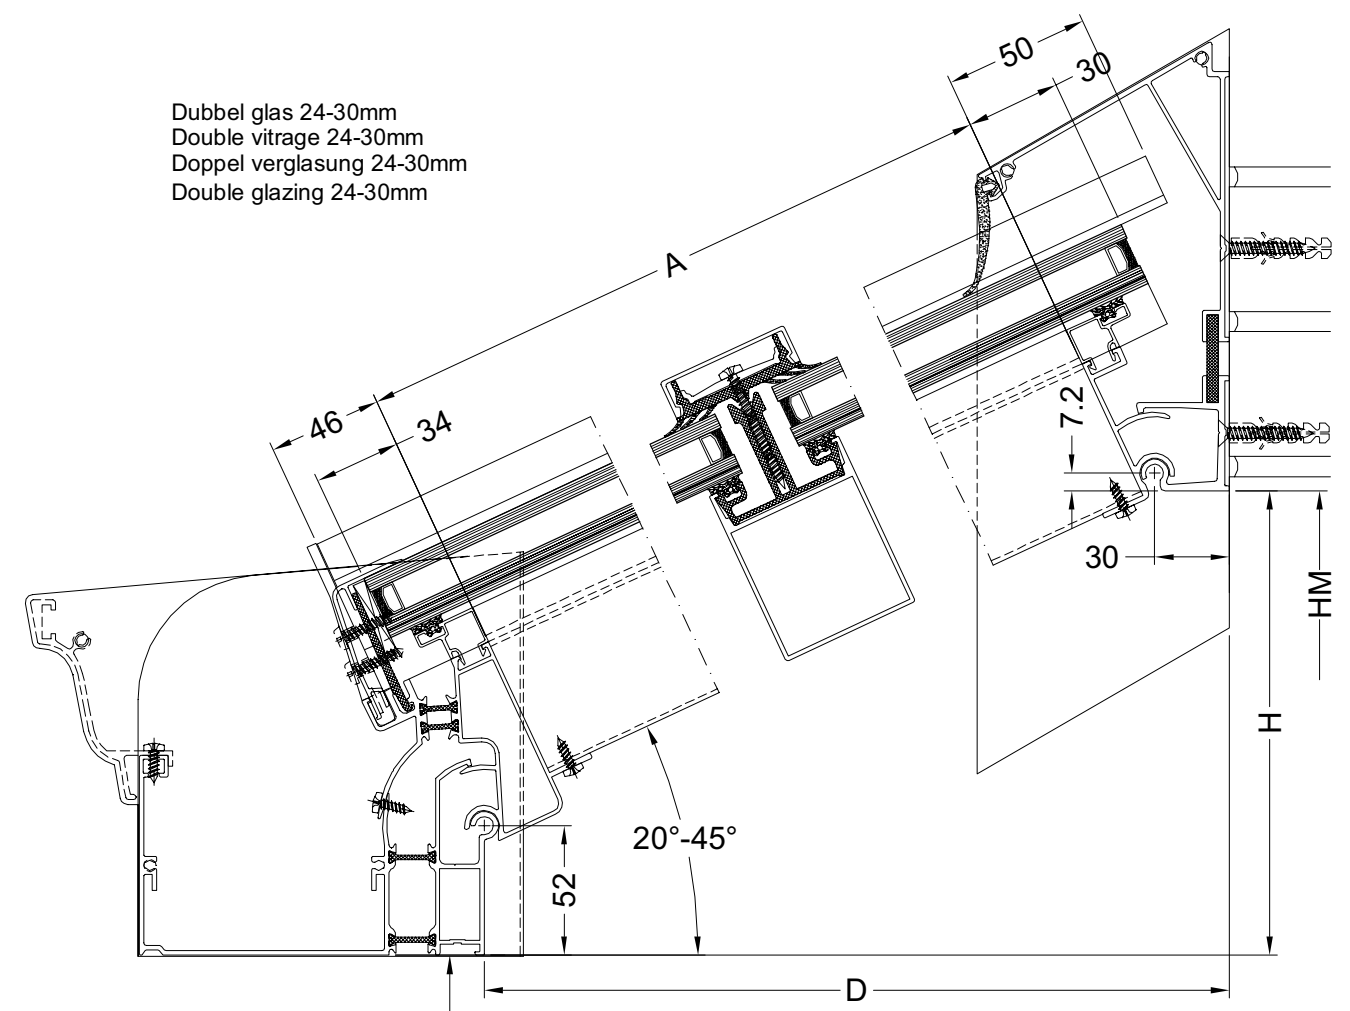 Dubbel glas 24-30mm
Double vitrage 24-30mm
Doppel verglasung 24-30mm
Double glazing 24-30mm
50
30
A
46
34
7.2
30
HM
H
20°-45°
52
D